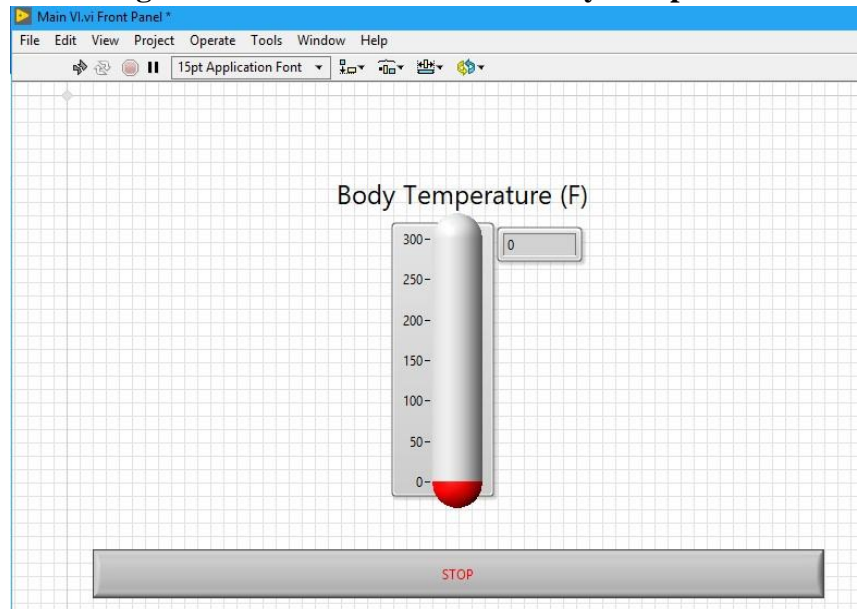 Main VI.vi Front Panel *
File Edit View Project Operate Tools Window Help
15pt Application Font
Body Temperature (F)
300
0
250
200
150
100
50
0
STOP